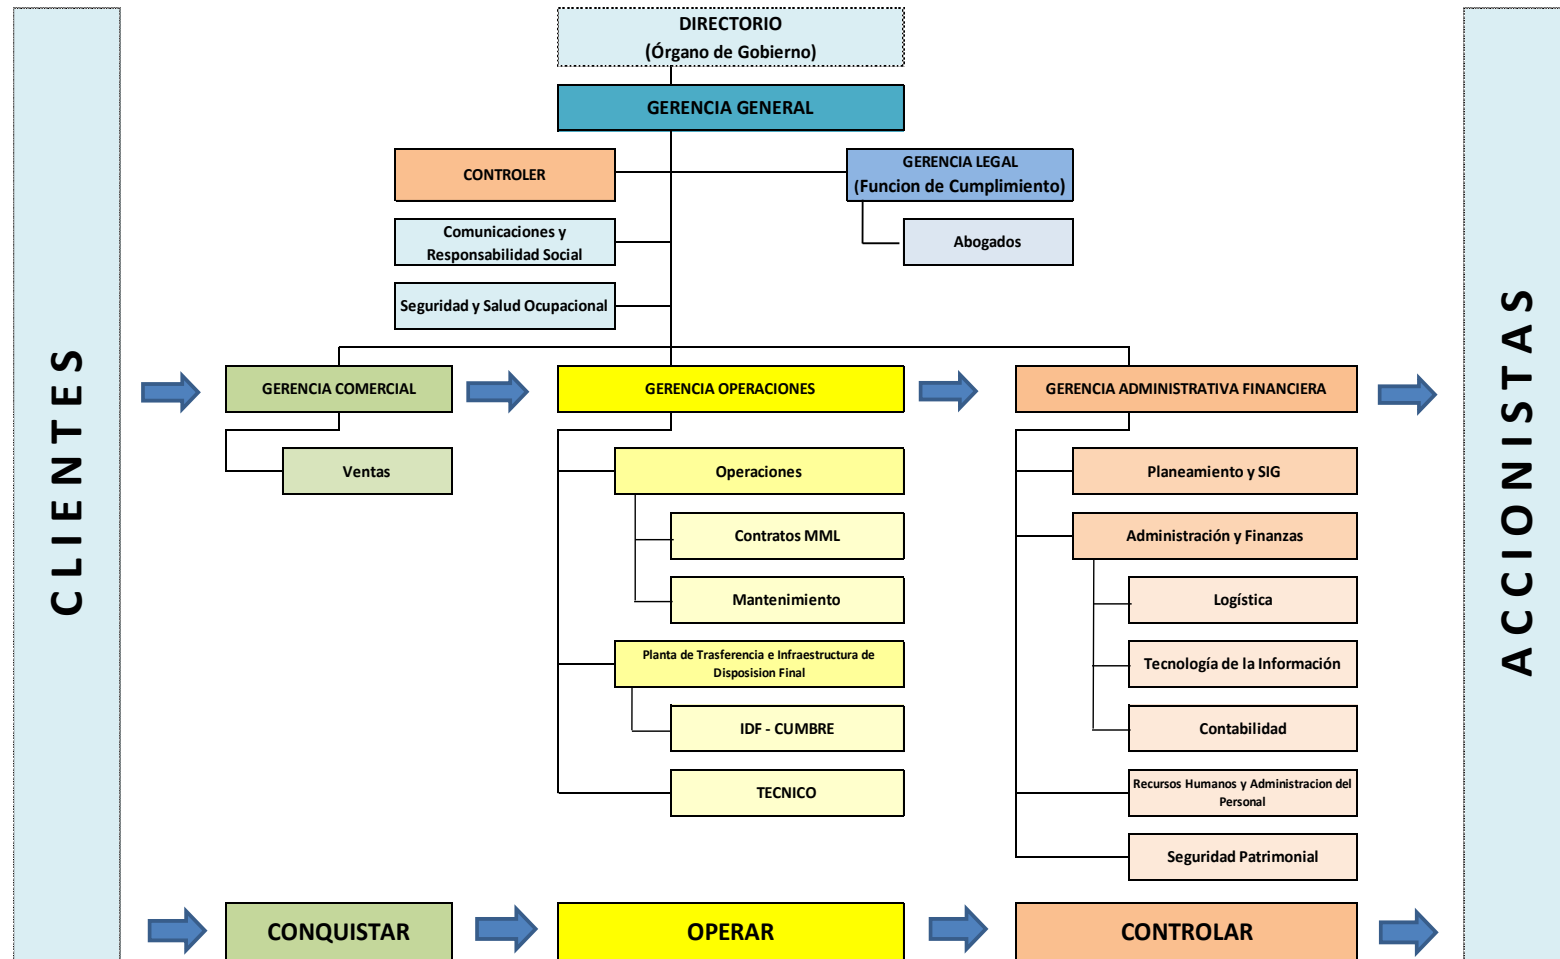 DIRECTORIO
(Órgano de Gobierno)
GERENCIA GENERAL
CONTROLER
GERENCIA LEGAL
(Funcion de Cumplimiento)
Comunicaciones y
Responsabilidad Social
Abogados
Seguridad y Salud Ocupacional
CLIENTES
GERENCIA COMERCIAL
GERENCIA OPERACIONES
GERENCIA ADMINISTRATIVA FINANCIERA
ACCIONISTAS
Ventas
Operaciones
Planeamiento y SIG
Contratos MML
Administración y Finanzas
Mantenimiento
Logística
Planta de Trasferencia e Infraestructura de
Disposision Final
Tecnología de la Información
IDF - CUMBRE
Contabilidad
TECNICO
Recursos Humanos y Administracion del
Personal
Seguridad Patrimonial
CONQUISTAR
OPERAR
CONTROLAR